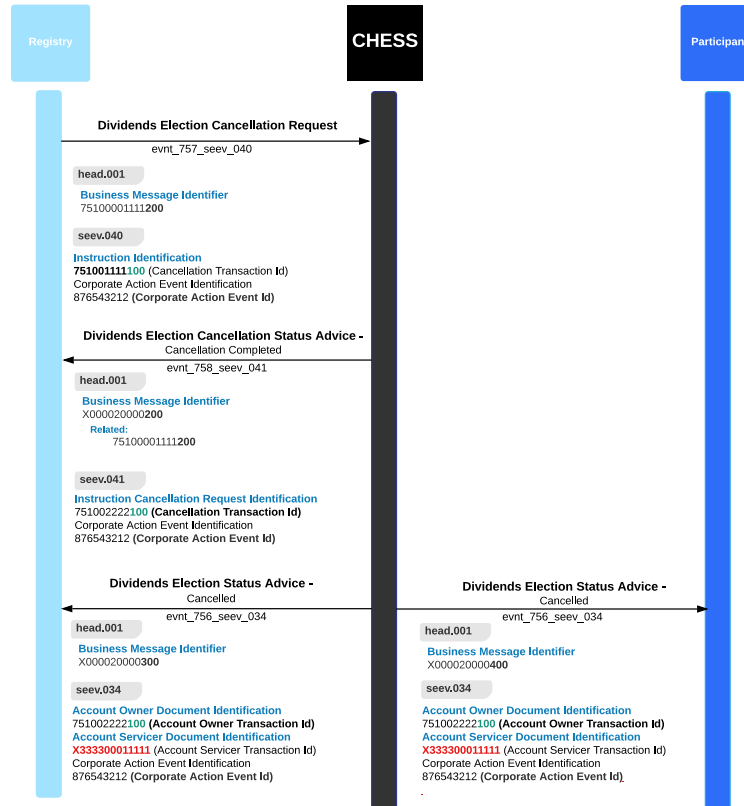 Registry
CHESS
Participan
Dividends Election Cancellation Request
evnt_757_seev_040
head.001
Business Message Identifier
75100001111200
seev.040
Instruction Identification
751001111100 (Cancellation Transaction Id)
Corporate Action Event Identification
876543212 (Corporate Action Event Id)
Dividends Election Cancellation Status Advice -
Cancellation Completed
evnt_758_seev_041
head.001
Business Message Identifier
X000020000200
Related:
75100001111200
seev.041
Instruction Cancellation Request Identification
751002222100 (Cancellation Transaction Id)
Corporate Action Event Identification
876543212 (Corporate Action Event Id)
Dividends Election Status Advice -
Cancelled
evnt_756_seev_034
head.001
Business Message Identifier
X000020000300
seev.034
Account Owner Document Identification
751002222100 (Account Owner Transaction Id)
Account Servicer Document Identification
X333300011111 (Account Servicer Transaction Id)
Corporate Action Event Identification
876543212 (Corporate Action Event Id)
Dividends Election Status Advice -
Cancelled
evnt_756_seev_034
head.001
Business Message Identifier
X000020000400
seev.034
Account Owner Document Identification
751002222100 (Account Owner Transaction Id)
Account Servicer Document Identification
X333300011111 (Account Servicer Transaction Id)
Corporate Action Event Identification
876543212 (Corporate Action Event Id)
.